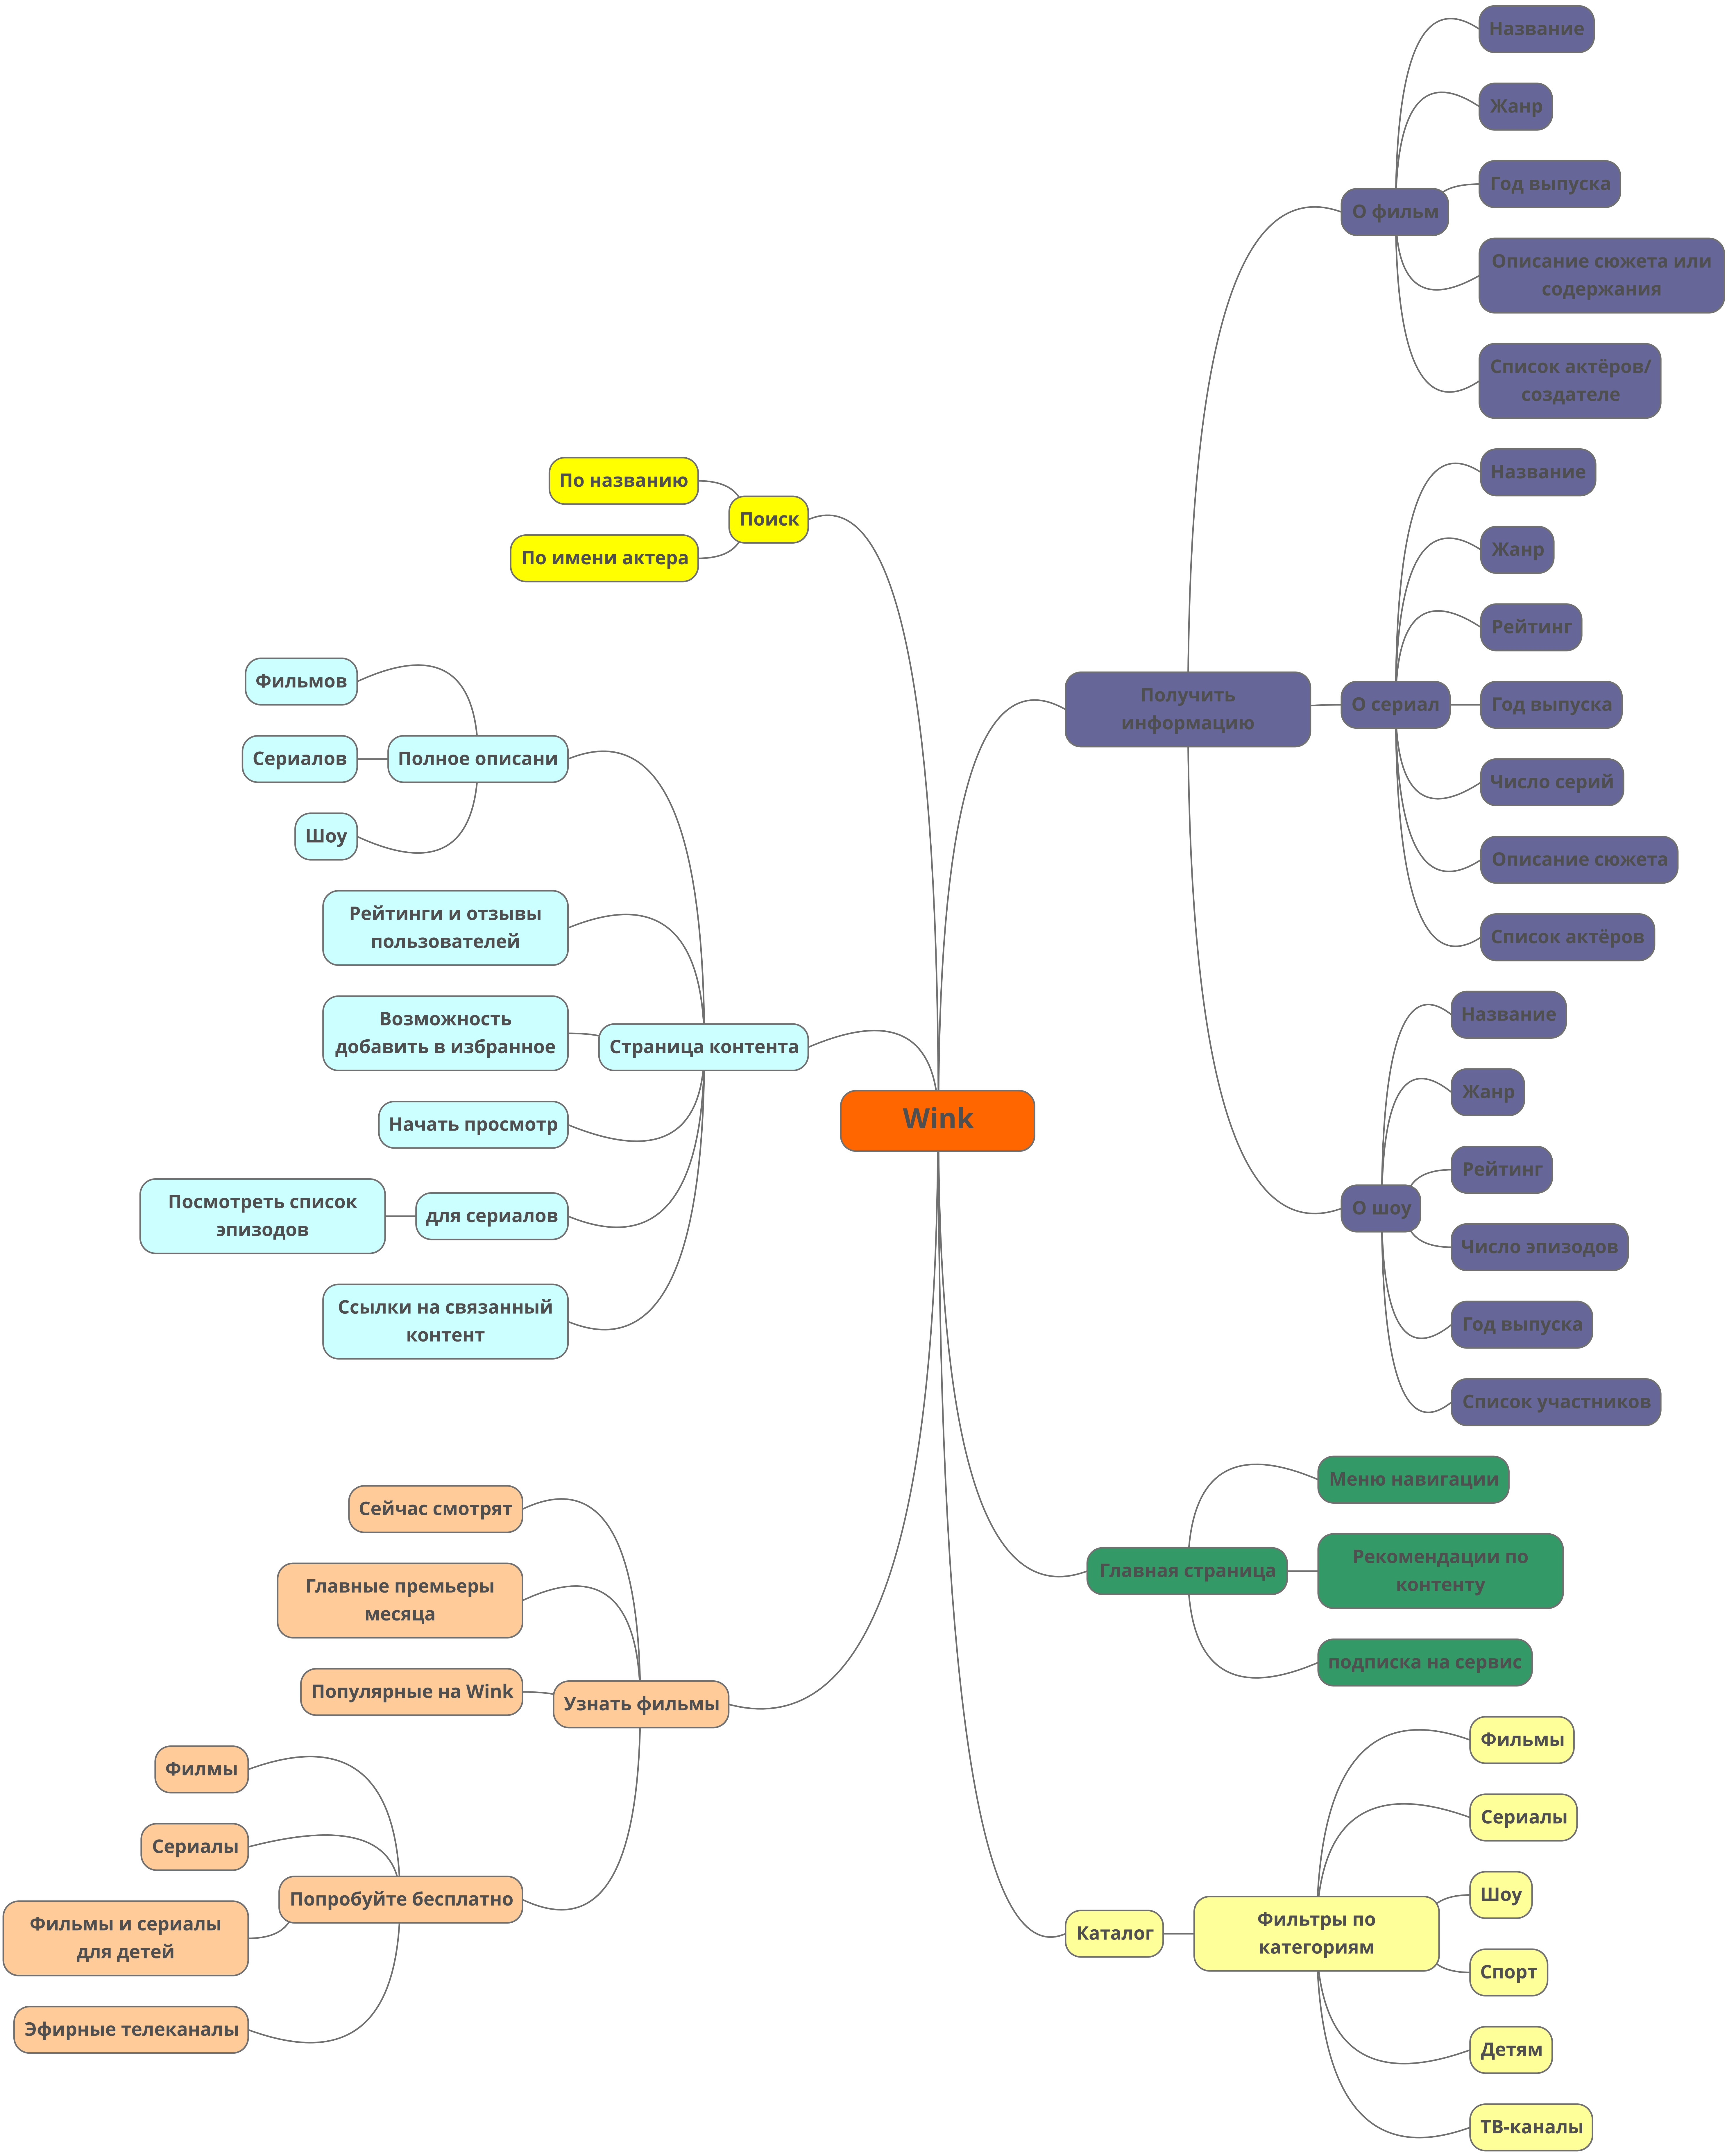 Wink
Поиск
По названию
По имени актера
Страница контента
Полное описани
Фильмов
Сериалов
Шоу
Рейтинги и отзывы
пользователей
Возможность
добавить в избранное
Начать просмотр
для сериалов
Посмотреть список
эпизодов
Ссылки на связанный
контент
Узнать фильмы
Сейчас смотрят
Главные премьеры
месяца
Популярные на Wink
Попробуйте бесплатно
Филмы
Сериалы
Фильмы и сериалы
для детей
Эфирные телеканалы
Получить
информацию
О фильм
Название
Жанр
Год выпуска
Описание сюжета или
содержания
Список актёров/
создателе
О сериал
Название
Жанр
Рейтинг
Год выпуска
Число серий
Описание сюжета
Список актёров
О шоу
Название
Жанр
Рейтинг
Число эпизодов
Год выпуска
Список участников
Главная страница
Меню навигации
Рекомендации по
контенту
подписка на сервис
Каталог
Фильтры по
категориям
Фильмы
Сериалы
Шоу
Спорт
Детям
ТВ-каналы